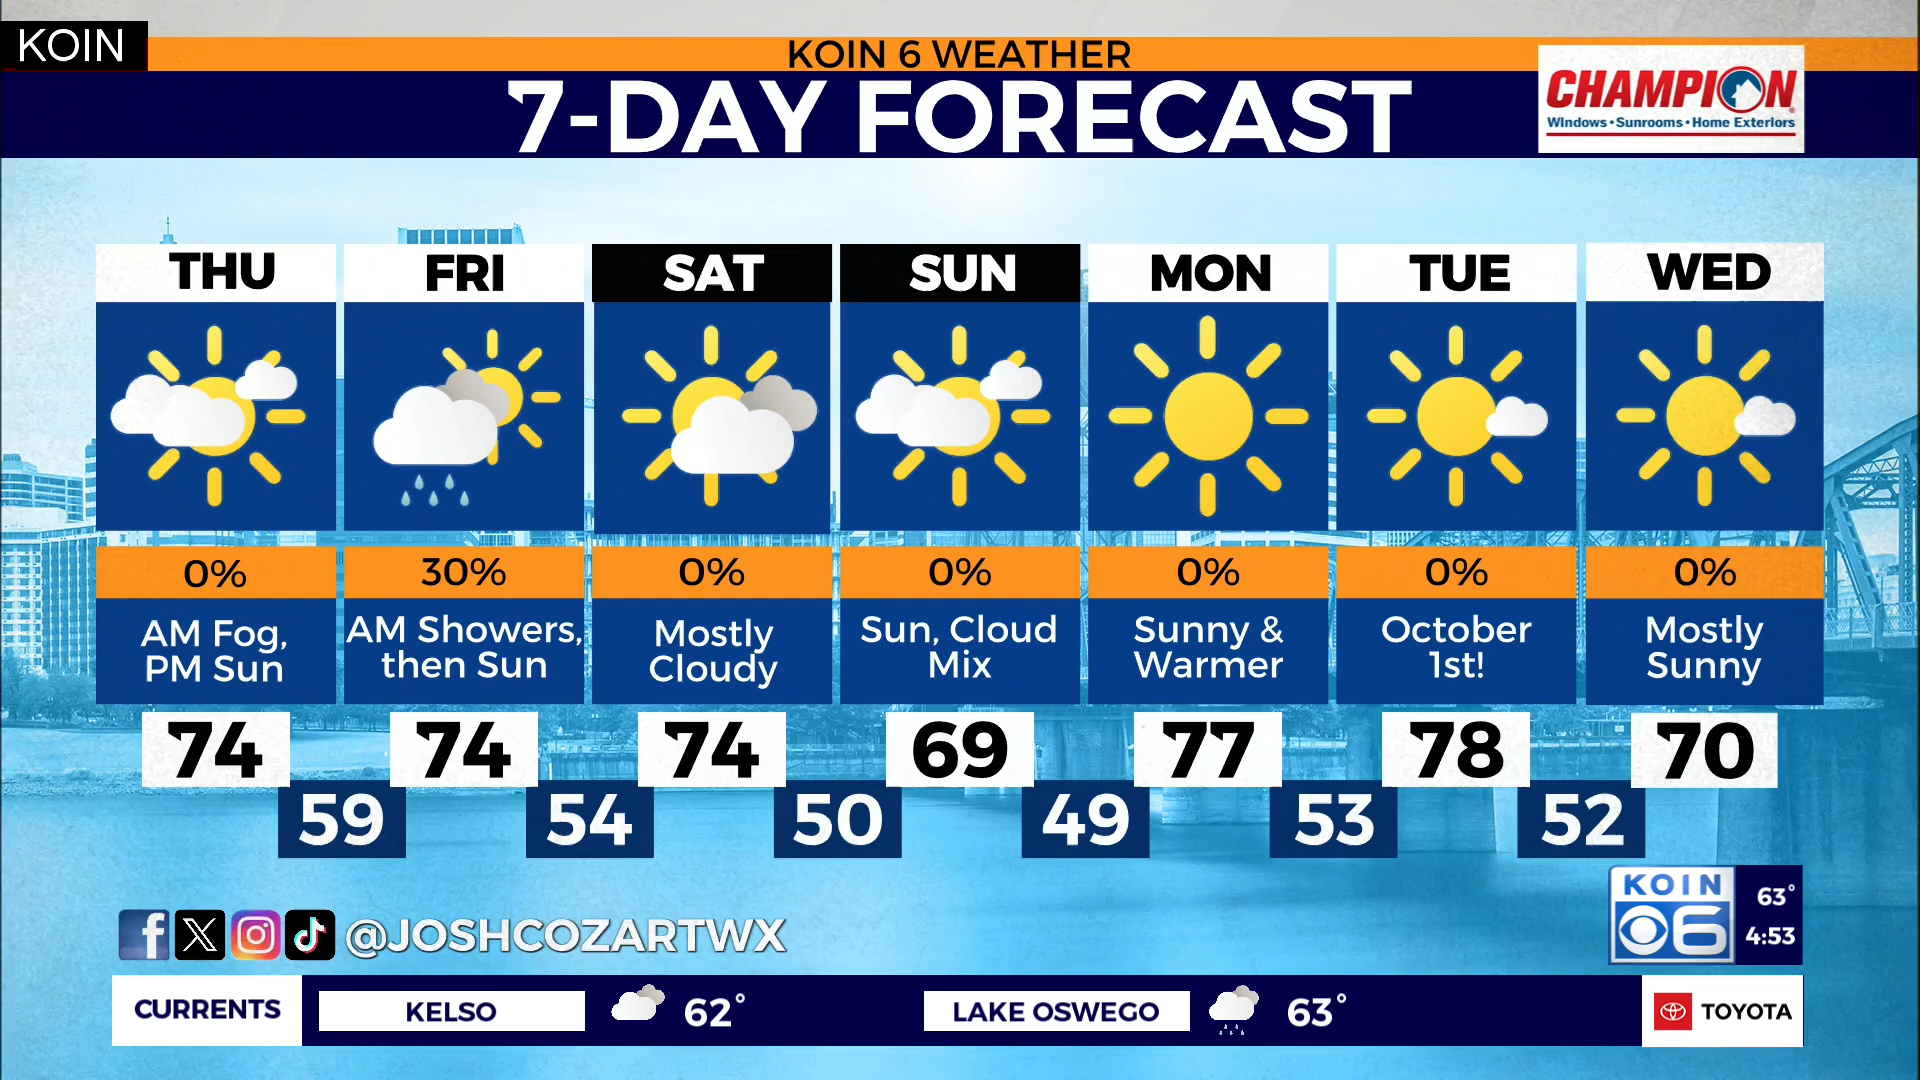 KOIN
KOIN 6 WEATHER
7-DAY FORECAST
CHAMPION
Windows • Sunrooms • Home Exteriors
THU
FRI
SAT
SUN
MON
TUE
WED
0%
30%
0%
0%
0%
0%
0%
AM Fog,
PM Sun
AM Showers,
then Sun
Mostly
Cloudy
Sun, Cloud
Mix
Sunny &
Warmer
October
1st!
Mostly
Sunny
74
74
74
69
77
78
70
59
54
50
49
53
52
@JOSHCOZARTWX
KOIN
6
63°
4:53
CURRENTS
KELSO
62°
LAKE OSWEGO
63°
TOYOTA